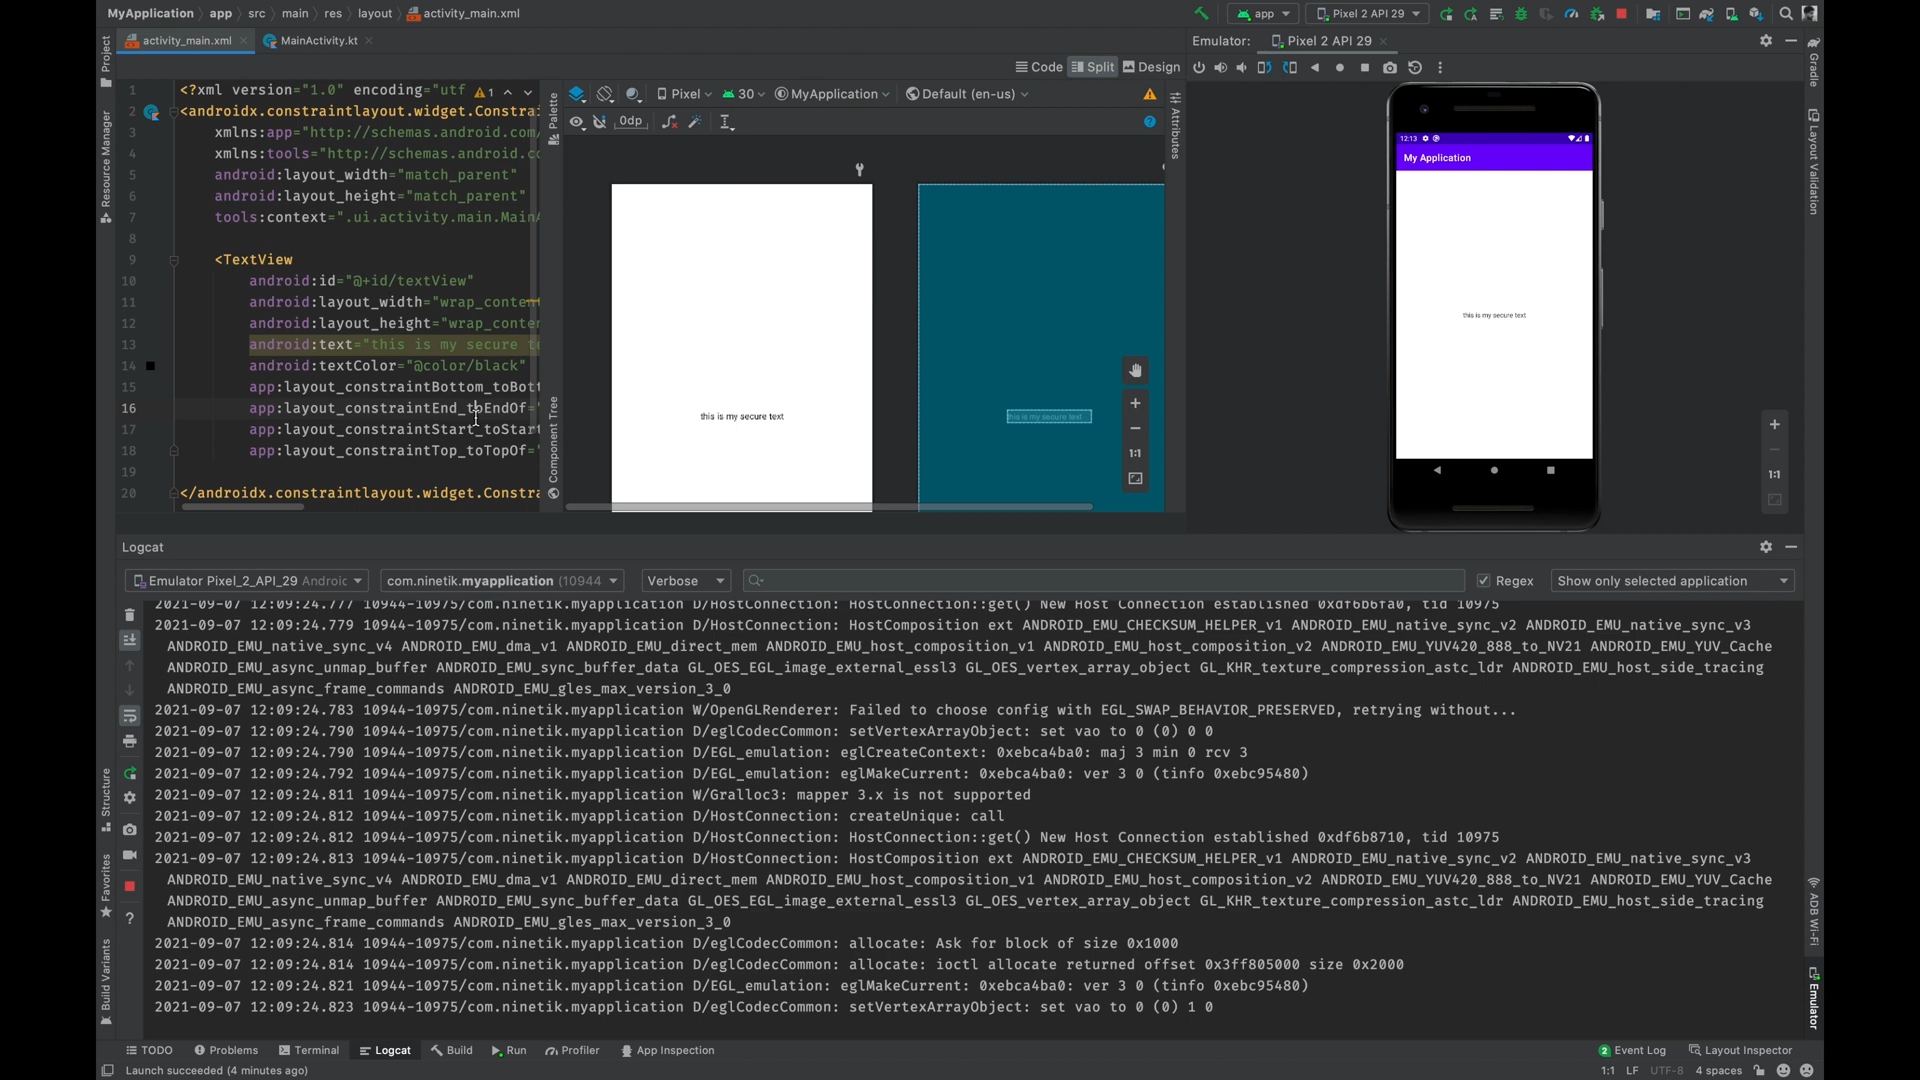 MyApplication app src main res layout activity_main.xml
app Pixel 2 API 29
activity_main.xml MainActivity.kt
Emulator: Pixel 2 API 29
Code Split Design
Project
Resource Manager
Structure
Favorites
Build Variants
1 <?xml version="1.0" encoding="utf 1
2 <androidx.constraintlayout.widget.Constrai
3 xmlns:app="http://schemas.android.com/
4 xmlns:tools="http://schemas.android.co
5 android:layout_width="match_parent"
6 android:layout_height="match_parent"
7 tools:context=".ui.activity.main.MainA
8
9 <TextView
10 android:id="@+id/textView"
11 android:layout_width="wrap_conten
12 android:layout_height="wrap_conten
13 android:text="this is my secure te
14 android:textColor="@color/black"
15 app:layout_constraintBottom_toBott
16 app:layout_constraintEnd_toEndOf="
17 app:layout_constraintStart_toStart
18 app:layout_constraintTop_toTopOf="
19
20 </androidx.constraintlayout.widget.Constra
Palette
Component Tree
Pixel 30 MyApplication Default (en-us)
0dp
this is my secure text
this is my secure text
1:1
Attributes
12:13
My Application
this is my secure text
1:1
Gradle
Layout Validation
ADB Wi-Fi
Emulator
Logcat
Emulator Pixel_2_API_29 Androic com.ninetik.myapplication (10944 Verbose Regex Show only selected application
2021-09-07 12:09:24.777 10944-10975/com.ninetik.myapplication D/HostConnection: HostConnection::get() New Host Connection established 0xdf6b6fa0, tid 10975
2021-09-07 12:09:24.779 10944-10975/com.ninetik.myapplication D/HostConnection: HostComposition ext ANDROID_EMU_CHECKSUM_HELPER_v1 ANDROID_EMU_native_sync_v2 ANDROID_EMU_native_sync_v3
ANDROID_EMU_native_sync_v4 ANDROID_EMU_dma_v1 ANDROID_EMU_direct_mem ANDROID_EMU_host_composition_v1 ANDROID_EMU_host_composition_v2 ANDROID_EMU_YUV420_888_to_NV21 ANDROID_EMU_YUV_Cache
ANDROID_EMU_async_unmap_buffer ANDROID_EMU_sync_buffer_data GL_OES_EGL_image_external_essl3 GL_OES_vertex_array_object GL_KHR_texture_compression_astc_ldr ANDROID_EMU_host_side_tracing
ANDROID_EMU_async_frame_commands ANDROID_EMU_gles_max_version_3_0
2021-09-07 12:09:24.783 10944-10975/com.ninetik.myapplication W/OpenGLRenderer: Failed to choose config with EGL_SWAP_BEHAVIOR_PRESERVED, retrying without...
2021-09-07 12:09:24.790 10944-10975/com.ninetik.myapplication D/eglCodecCommon: setVertexArrayObject: set vao to 0 (0) 0 0
2021-09-07 12:09:24.790 10944-10975/com.ninetik.myapplication D/EGL_emulation: eglCreateContext: 0xebca4ba0: maj 3 min 0 rcv 3
2021-09-07 12:09:24.792 10944-10975/com.ninetik.myapplication D/EGL_emulation: eglMakeCurrent: 0xebca4ba0: ver 3 0 (tinfo 0xebc95480)
2021-09-07 12:09:24.811 10944-10975/com.ninetik.myapplication W/Gralloc3: mapper 3.x is not supported
2021-09-07 12:09:24.812 10944-10975/com.ninetik.myapplication D/HostConnection: createUnique: call
2021-09-07 12:09:24.812 10944-10975/com.ninetik.myapplication D/HostConnection: HostConnection::get() New Host Connection established 0xdf6b8710, tid 10975
2021-09-07 12:09:24.813 10944-10975/com.ninetik.myapplication D/HostConnection: HostComposition ext ANDROID_EMU_CHECKSUM_HELPER_v1 ANDROID_EMU_native_sync_v2 ANDROID_EMU_native_sync_v3
ANDROID_EMU_native_sync_v4 ANDROID_EMU_dma_v1 ANDROID_EMU_direct_mem ANDROID_EMU_host_composition_v1 ANDROID_EMU_host_composition_v2 ANDROID_EMU_YUV420_888_to_NV21 ANDROID_EMU_YUV_Cache
ANDROID_EMU_async_unmap_buffer ANDROID_EMU_sync_buffer_data GL_OES_EGL_image_external_essl3 GL_OES_vertex_array_object GL_KHR_texture_compression_astc_ldr ANDROID_EMU_host_side_tracing
ANDROID_EMU_async_frame_commands ANDROID_EMU_gles_max_version_3_0
2021-09-07 12:09:24.814 10944-10975/com.ninetik.myapplication D/eglCodecCommon: allocate: Ask for block of size 0x1000
2021-09-07 12:09:24.814 10944-10975/com.ninetik.myapplication D/eglCodecCommon: allocate: ioctl allocate returned offset 0x3ff805000 size 0x2000
2021-09-07 12:09:24.821 10944-10975/com.ninetik.myapplication D/EGL_emulation: eglMakeCurrent: 0xebca4ba0: ver 3 0 (tinfo 0xebc95480)
2021-09-07 12:09:24.823 10944-10975/com.ninetik.myapplication D/eglCodecCommon: setVertexArrayObject: set vao to 0 (0) 1 0
TODO Problems Terminal Logcat Build Run Profiler App Inspection 2 Event Log Layout Inspector
Launch succeeded (4 minutes ago) 1:1 LF UTF-8 4 spaces